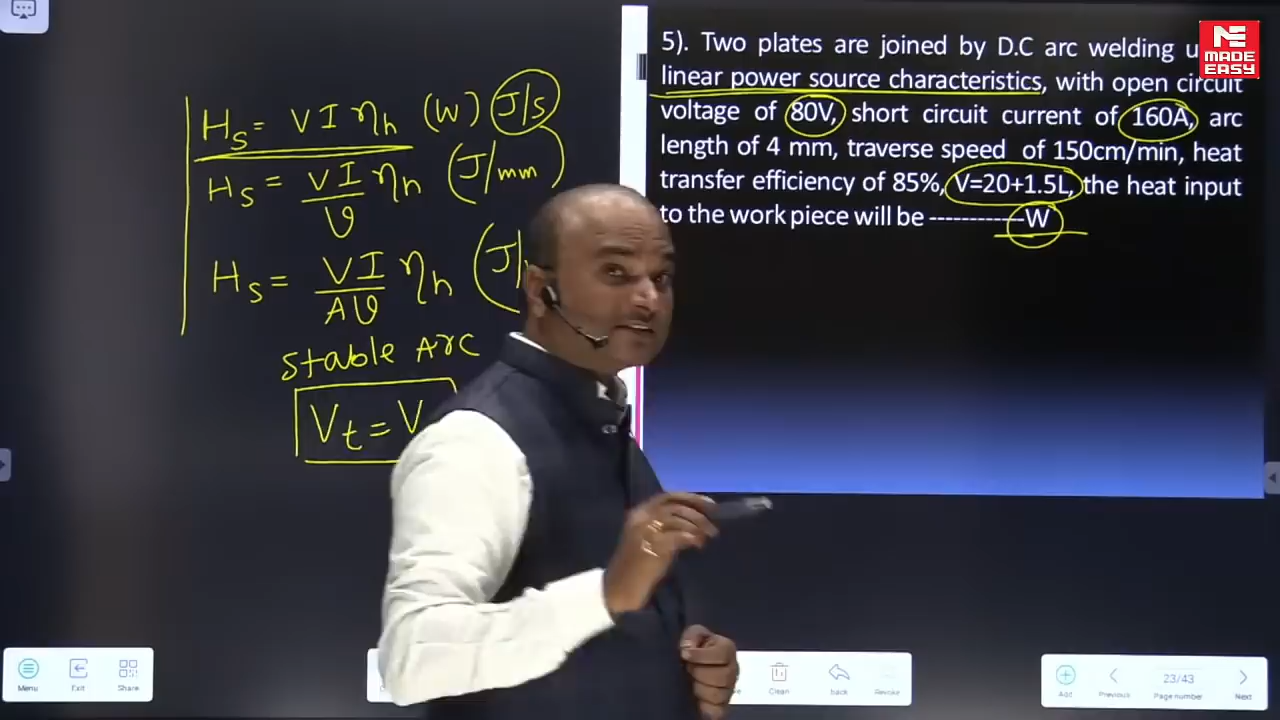 Hs = V I ηh (W) J/s
Hs = VI/υ ηh (J/mm)
Hs = VI/Aυ ηh (J/
Stable Arc
Vt = V
5). Two plates are joined by D.C arc welding
linear power source characteristics, with open circuit
voltage of 80V, short circuit current of 160A, arc
length of 4 mm, traverse speed of 150cm/min, heat
transfer efficiency of 85%, V=20+1.5L, the heat input
to the work piece will be ------------W
MADE
EASY
Menu
Exit
Share
Clean
back
Add
Previous
23/43
Page number
Next